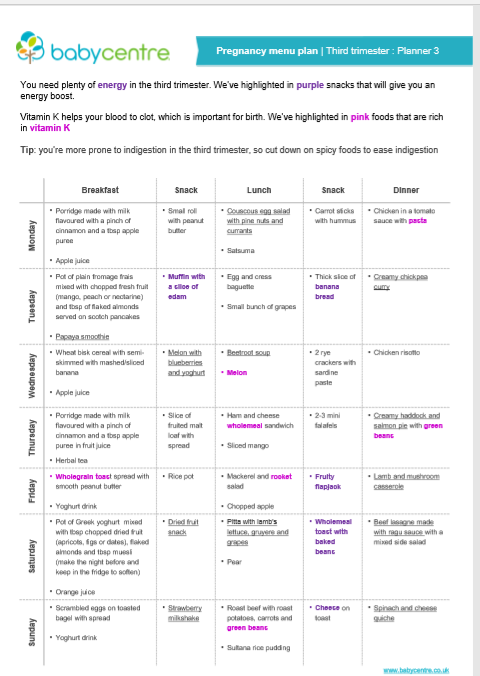 babycentre
Pregnancy menu plan | Third trimester : Planner 3
You need plenty of energy in the third trimester. We've highlighted in purple snacks that will give you an
energy boost.
Vitamin K helps your blood to clot, which is important for birth. We've highlighted in pink foods that are rich
in vitamin K
Tip: you're more prone to indigestion in the third trimester, so cut down on spicy foods to ease indigestion
Breakfast Snack Lunch Snack Dinner
Monday
• Porridge made with milk
flavoured with a pinch of
cinnamon and a tbsp apple
puree
• Apple juice
• Small roll
with peanut
butter
• Couscous egg salad
with pine nuts and
currants
• Satsuma
• Carrot sticks
with hummus
• Chicken in a tomato
sauce with pasta
Tuesday
• Pot of plain fromage frais
mixed with chopped fresh fruit
(mango, peach or nectarine)
and tbsp of flaked almonds
served on scotch pancakes
• Papaya smoothie
• Muffin with
a slice of
edam
• Egg and cress
baguette
• Small bunch of grapes
• Thick slice of
banana
bread
• Creamy chickpea
curry
Wednesday
• Wheat bisk cereal with semi-
skimmed with mashed/sliced
banana
• Apple juice
• Melon with
blueberries
and yoghurt
• Beetroot soup
• Melon
• 2 rye
crackers with
sardine
paste
• Chicken risotto
Thursday
• Porridge made with milk
flavoured with a pinch of
cinnamon and a tbsp apple
puree in fruit juice
• Herbal tea
• Slice of
fruited malt
loaf with
spread
• Ham and cheese
wholemeal sandwich
• Sliced mango
• 2-3 mini
falafels
• Creamy haddock and
salmon pie with green
beans
Friday
• Wholegrain toast spread with
smooth peanut butter
• Yoghurt drink
• Rice pot
• Mackerel and rocket
salad
• Chopped apple
• Fruity
flapjack
• Lamb and mushroom
casserole
Saturday
• Pot of Greek yoghurt mixed
with tbsp chopped dried fruit
(apricots, figs or dates), flaked
almonds and tbsp muesli
(make the night before and
keep in the fridge to soften)
• Orange juice
• Dried fruit
snack
• Pitta with lamb's
lettuce, gruyere and
grapes
• Pear
• Wholemeal
toast with
baked
beans
• Beef lasagne made
with ragu sauce with a
mixed side salad
Sunday
• Scrambled eggs on toasted
bagel with spread
• Yoghurt drink
• Strawberry
milkshake
• Roast beef with roast
potatoes, carrots and
green beans
• Sultana rice pudding
• Cheese on
toast
• Spinach and cheese
quiche
www.babycentre.co.uk